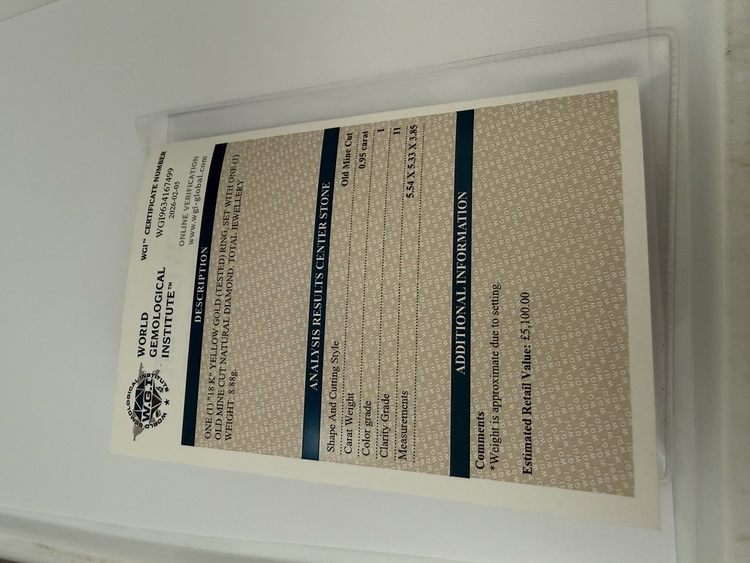 WORLD
GEMOLOGICAL
INSTITUTE™
WGI™ CERTIFICATE NUMBER
WGI9634167499
2026-02-05
ONLINE VERIFICATION
www.wgi-global.com
WORLD GEMOLOGICAL INSTITUTE
W.G.I
DESCRIPTION
ONE (1) "18 K" YELLOW GOLD (TESTED) RING, SET WITH ONE (1)
OLD MINE CUT NATURAL DIAMOND. TOTAL JEWELLERY
WEIGHT: 8.88g.
ANALYSIS RESULTS CENTER STONE
Shape And Cutting Style Old Mine Cut
Carat Weight 0.95 carat
Color grade I
Clarity Grade I1
Measurements 5.54 X 5.33 X 3.85
ADDITIONAL INFORMATION
Comments
*Weight is approximate due to setting.
Estimated Retail Value: £5,100.00